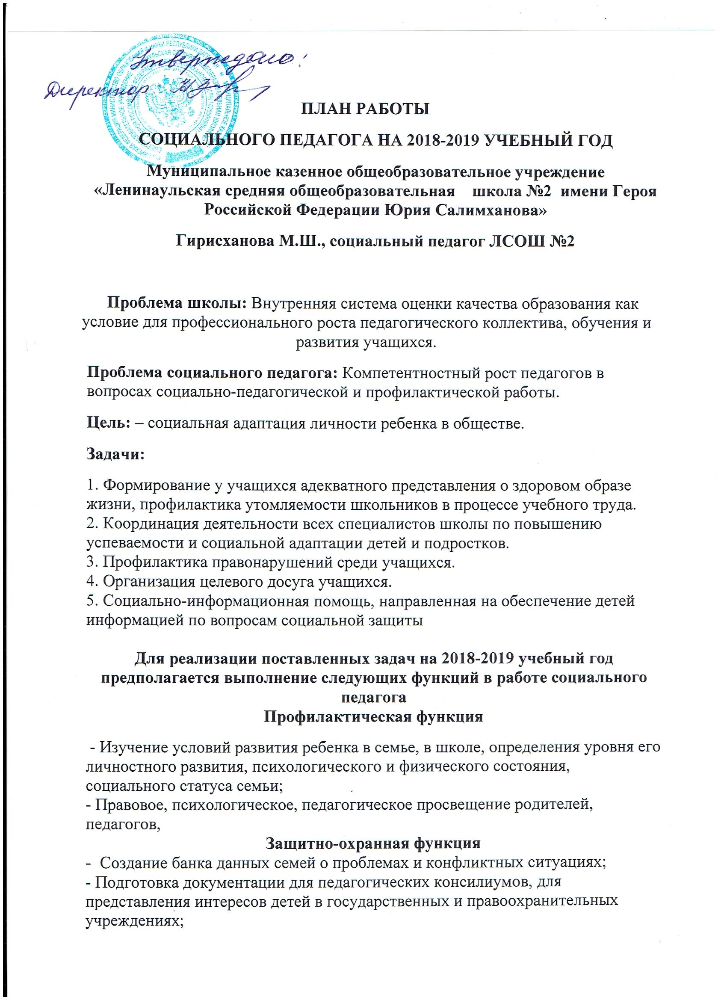 Утверждаю:
Директор
ПЛАН РАБОТЫ
СОЦИАЛЬНОГО ПЕДАГОГА НА 2018-2019 УЧЕБНЫЙ ГОД
Муниципальное казенное общеобразовательное учреждение
«Ленинаульская средняя общеобразовательная школа №2 имени Героя
Российской Федерации Юрия Салимханова»
Гирисханова М.Ш., социальный педагог ЛСОШ №2
Проблема школы: Внутренняя система оценки качества образования как
условие для профессионального роста педагогического коллектива, обучения и
развития учащихся.
Проблема социального педагога: Компетентностный рост педагогов в
вопросах социально-педагогической и профилактической работы.
Цель: – социальная адаптация личности ребенка в обществе.
Задачи:
1. Формирование у учащихся адекватного представления о здоровом образе
жизни, профилактика утомляемости школьников в процессе учебного труда.
2. Координация деятельности всех специалистов школы по повышению
успеваемости и социальной адаптации детей и подростков.
3. Профилактика правонарушений среди учащихся.
4. Организация целевого досуга учащихся.
5. Социально-информационная помощь, направленная на обеспечение детей
информацией по вопросам социальной защиты
Для реализации поставленных задач на 2018-2019 учебный год
предполагается выполнение следующих функций в работе социального
педагога
Профилактическая функция
- Изучение условий развития ребенка в семье, в школе, определения уровня его
личностного развития, психологического и физического состояния,
социального статуса семьи;
- Правовое, психологическое, педагогическое просвещение родителей,
педагогов,
Защитно-охранная функция
- Создание банка данных семей о проблемах и конфликтных ситуациях;
- Подготовка документации для педагогических консилиумов, для
представления интересов детей в государственных и правоохранительных
учреждениях;